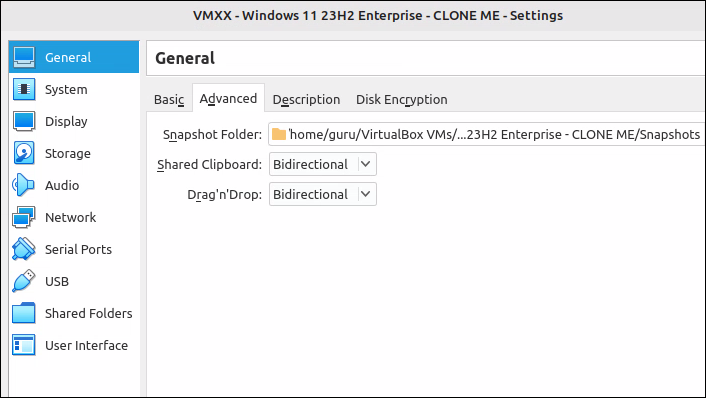 VMXX - Windows 11 23H2 Enterprise - CLONE ME - Settings
General
System
Display
Storage
Audio
Network
Serial Ports
USB
Shared Folders
User Interface
General
Basic Advanced Description Disk Encryption
Snapshot Folder: home/guru/VirtualBox VMs/...23H2 Enterprise - CLONE ME/Snapshots
Shared Clipboard: Bidirectional
Drag'n'Drop: Bidirectional